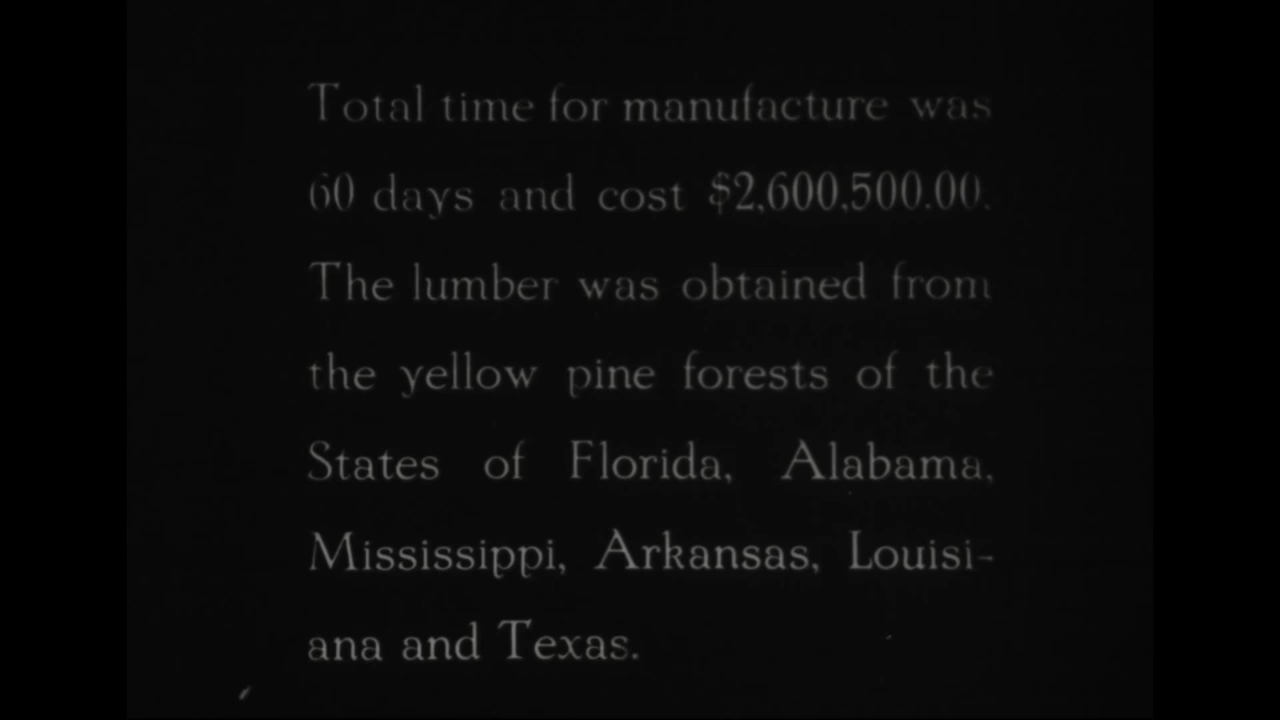 Total time for manufacture was
60 days and cost $2,600,500.00.
The lumber was obtained from
the yellow pine forests of the
States of Florida, Alabama,
Mississippi, Arkansas, Louisi-
ana and Texas.